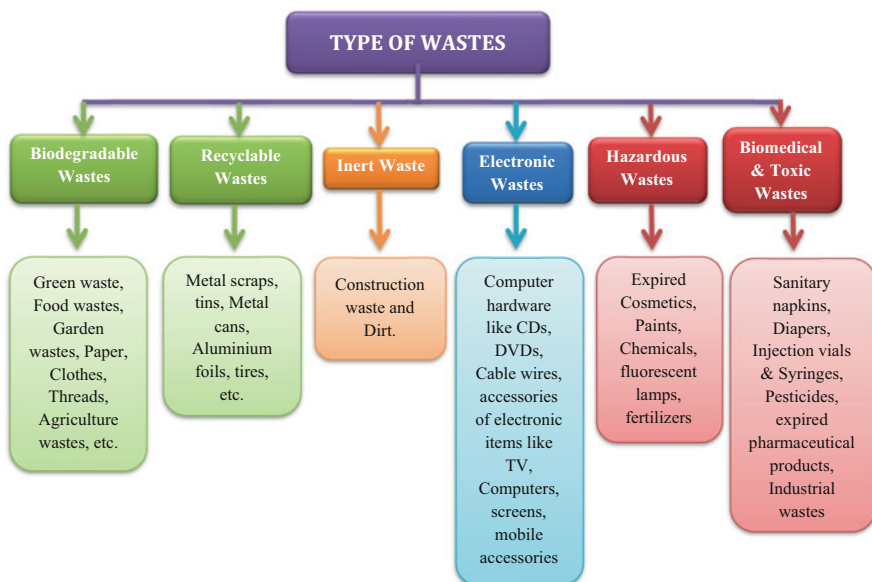 TYPE OF WASTES
Biodegradable
Wastes
Recyclable
Wastes
Inert Waste
Electronic
Wastes
Hazardous
Wastes
Biomedical
& Toxic
Wastes
Green waste,
Food wastes,
Garden
wastes, Paper,
Clothes,
Threads,
Agriculture
wastes, etc.
Metal scraps,
tins, Metal
cans,
Aluminium
foils, tires,
etc.
Construction
waste and
Dirt.
Computer
hardware
like CDs,
DVDs,
Cable wires,
accessories
of electronic
items like
TV,
Computers,
screens,
mobile
accessories
Expired
Cosmetics,
Paints,
Chemicals,
fluorescent
lamps,
fertilizers
Sanitary
napkins,
Diapers,
Injection vials
& Syringes,
Pesticides,
expired
pharmaceutical
products,
Industrial
wastes